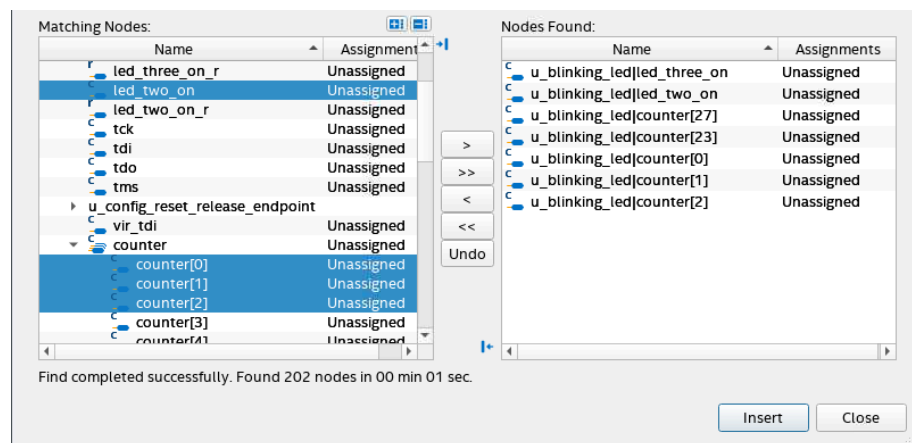 Matching Nodes:
Name Assignment
led_three_on_r Unassigned
led_two_on Unassigned
led_two_on_r Unassigned
tck Unassigned
tdi Unassigned
tdo Unassigned
tms Unassigned
u_config_reset_release_endpoint
vir_tdi Unassigned
counter Unassigned
counter[0] Unassigned
counter[1] Unassigned
counter[2] Unassigned
counter[3] Unassigned
counter[4] Unassigned
>
>>
<
<<
Undo
Nodes Found:
Name Assignments
u_blinking_led|led_three_on Unassigned
u_blinking_led|led_two_on Unassigned
u_blinking_led|counter[27] Unassigned
u_blinking_led|counter[23] Unassigned
u_blinking_led|counter[0] Unassigned
u_blinking_led|counter[1] Unassigned
u_blinking_led|counter[2] Unassigned
Find completed successfully. Found 202 nodes in 00 min 01 sec.
Insert Close